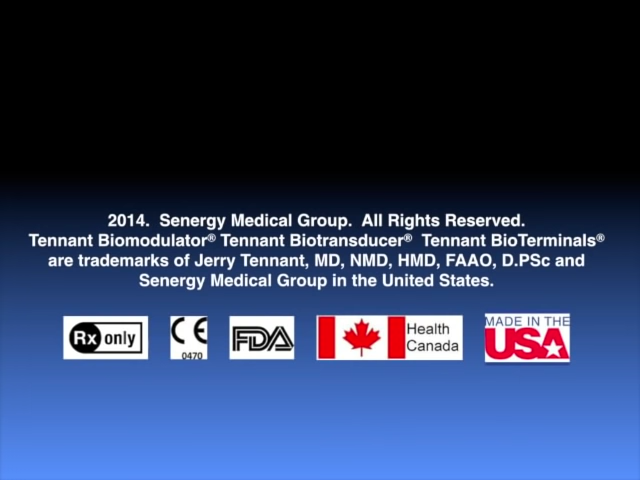 2014.  Senergy Medical Group.  All Rights Reserved.
Tennant Biomodulator® Tennant Biotransducer®  Tennant BioTerminals®
are trademarks of Jerry Tennant, MD, NMD, HMD, FAAO, D.PSc and
Senergy Medical Group in the United States.
Rx only
CE
0470
FDA
Health
Canada
MADE IN THE
USA